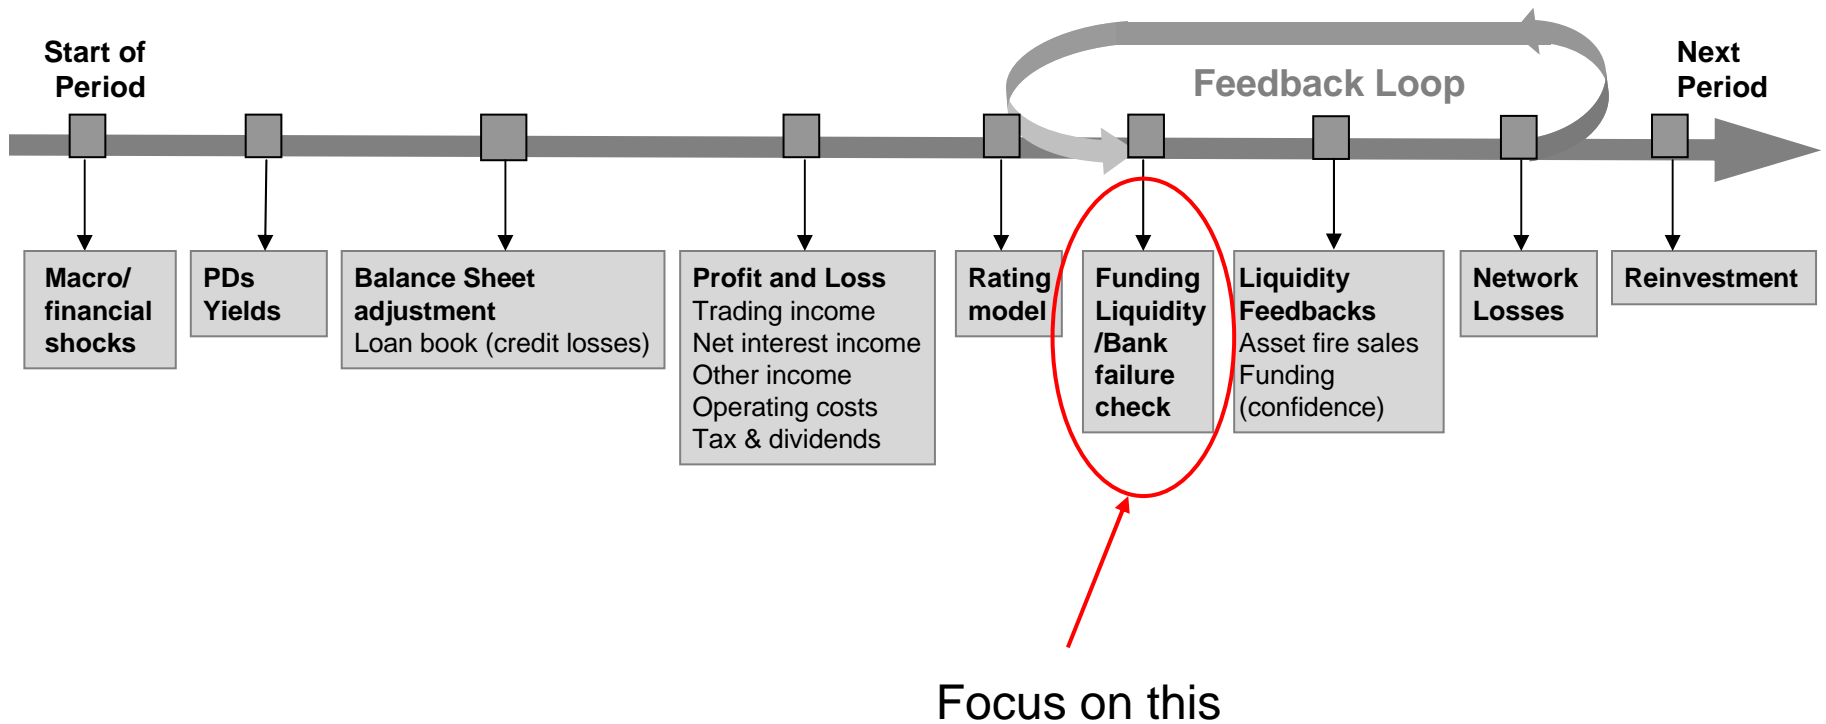 Start of
Period
Feedback Loop
Next
Period
Macro/
financial
shocks
PDs
Yields
Balance Sheet
adjustment
Loan book (credit losses)
Profit and Loss
Trading income
Net interest income
Other income
Operating costs
Tax & dividends
Rating
model
Funding
Liquidity
/Bank
failure
check
Liquidity
Feedbacks
Asset fire sales
Funding
(confidence)
Network
Losses
Reinvestment
Focus on this